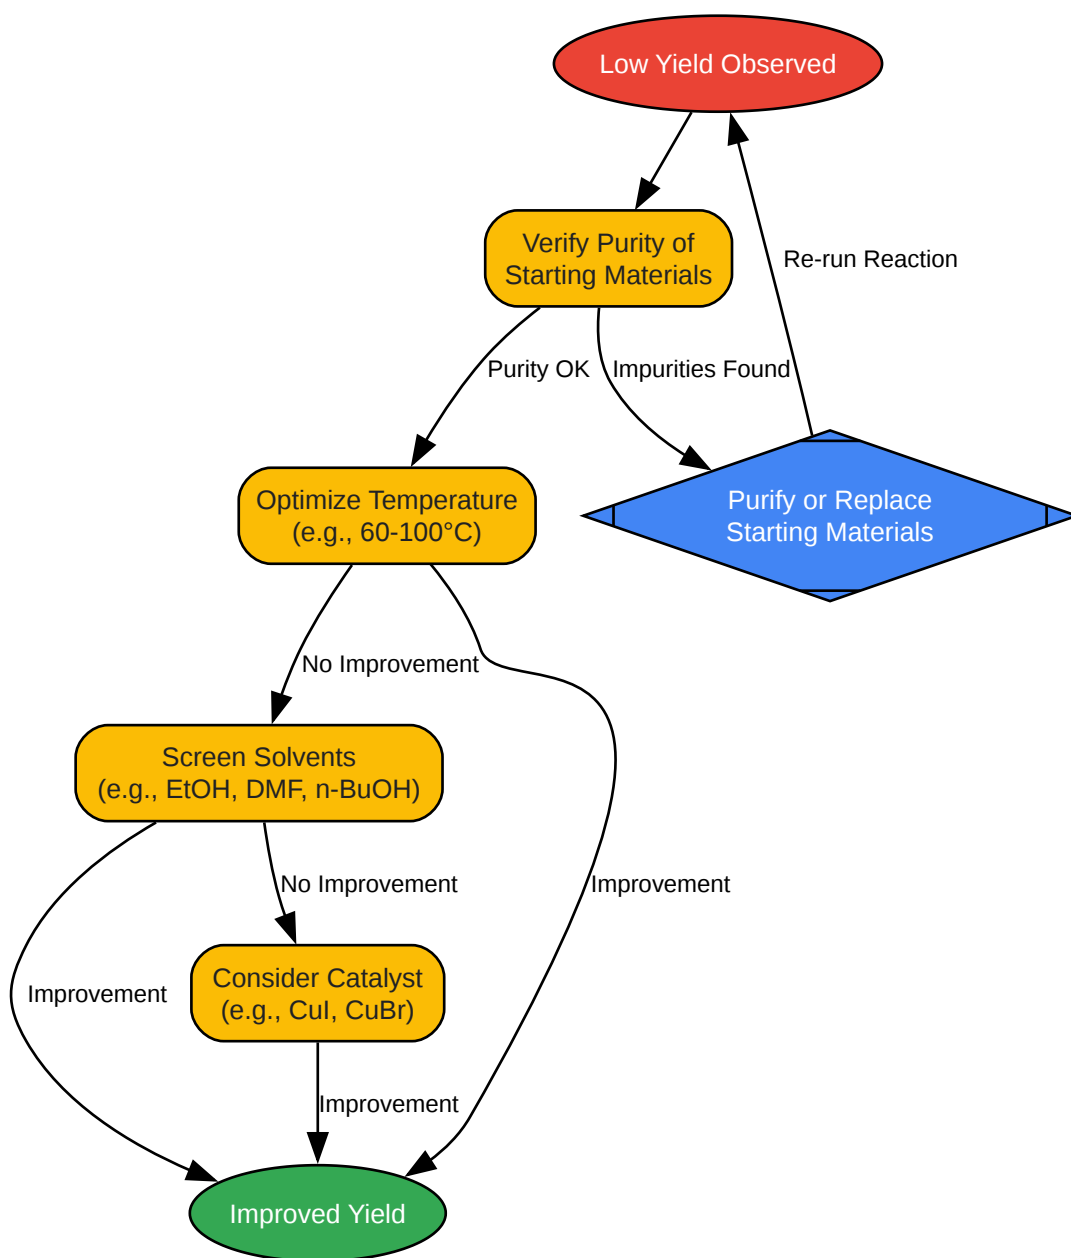 Low Yield Observed
Verify Purity of
Starting Materials
Re-run Reaction
Purity OK
Impurities Found
Optimize Temperature
(e.g., 60-100°C)
Purify or Replace
Starting Materials
No Improvement
Screen Solvents
(e.g., EtOH, DMF, n-BuOH)
No Improvement
Improvement
Consider Catalyst
(e.g., CuI, CuBr)
Improvement
Improvement
Improved Yield